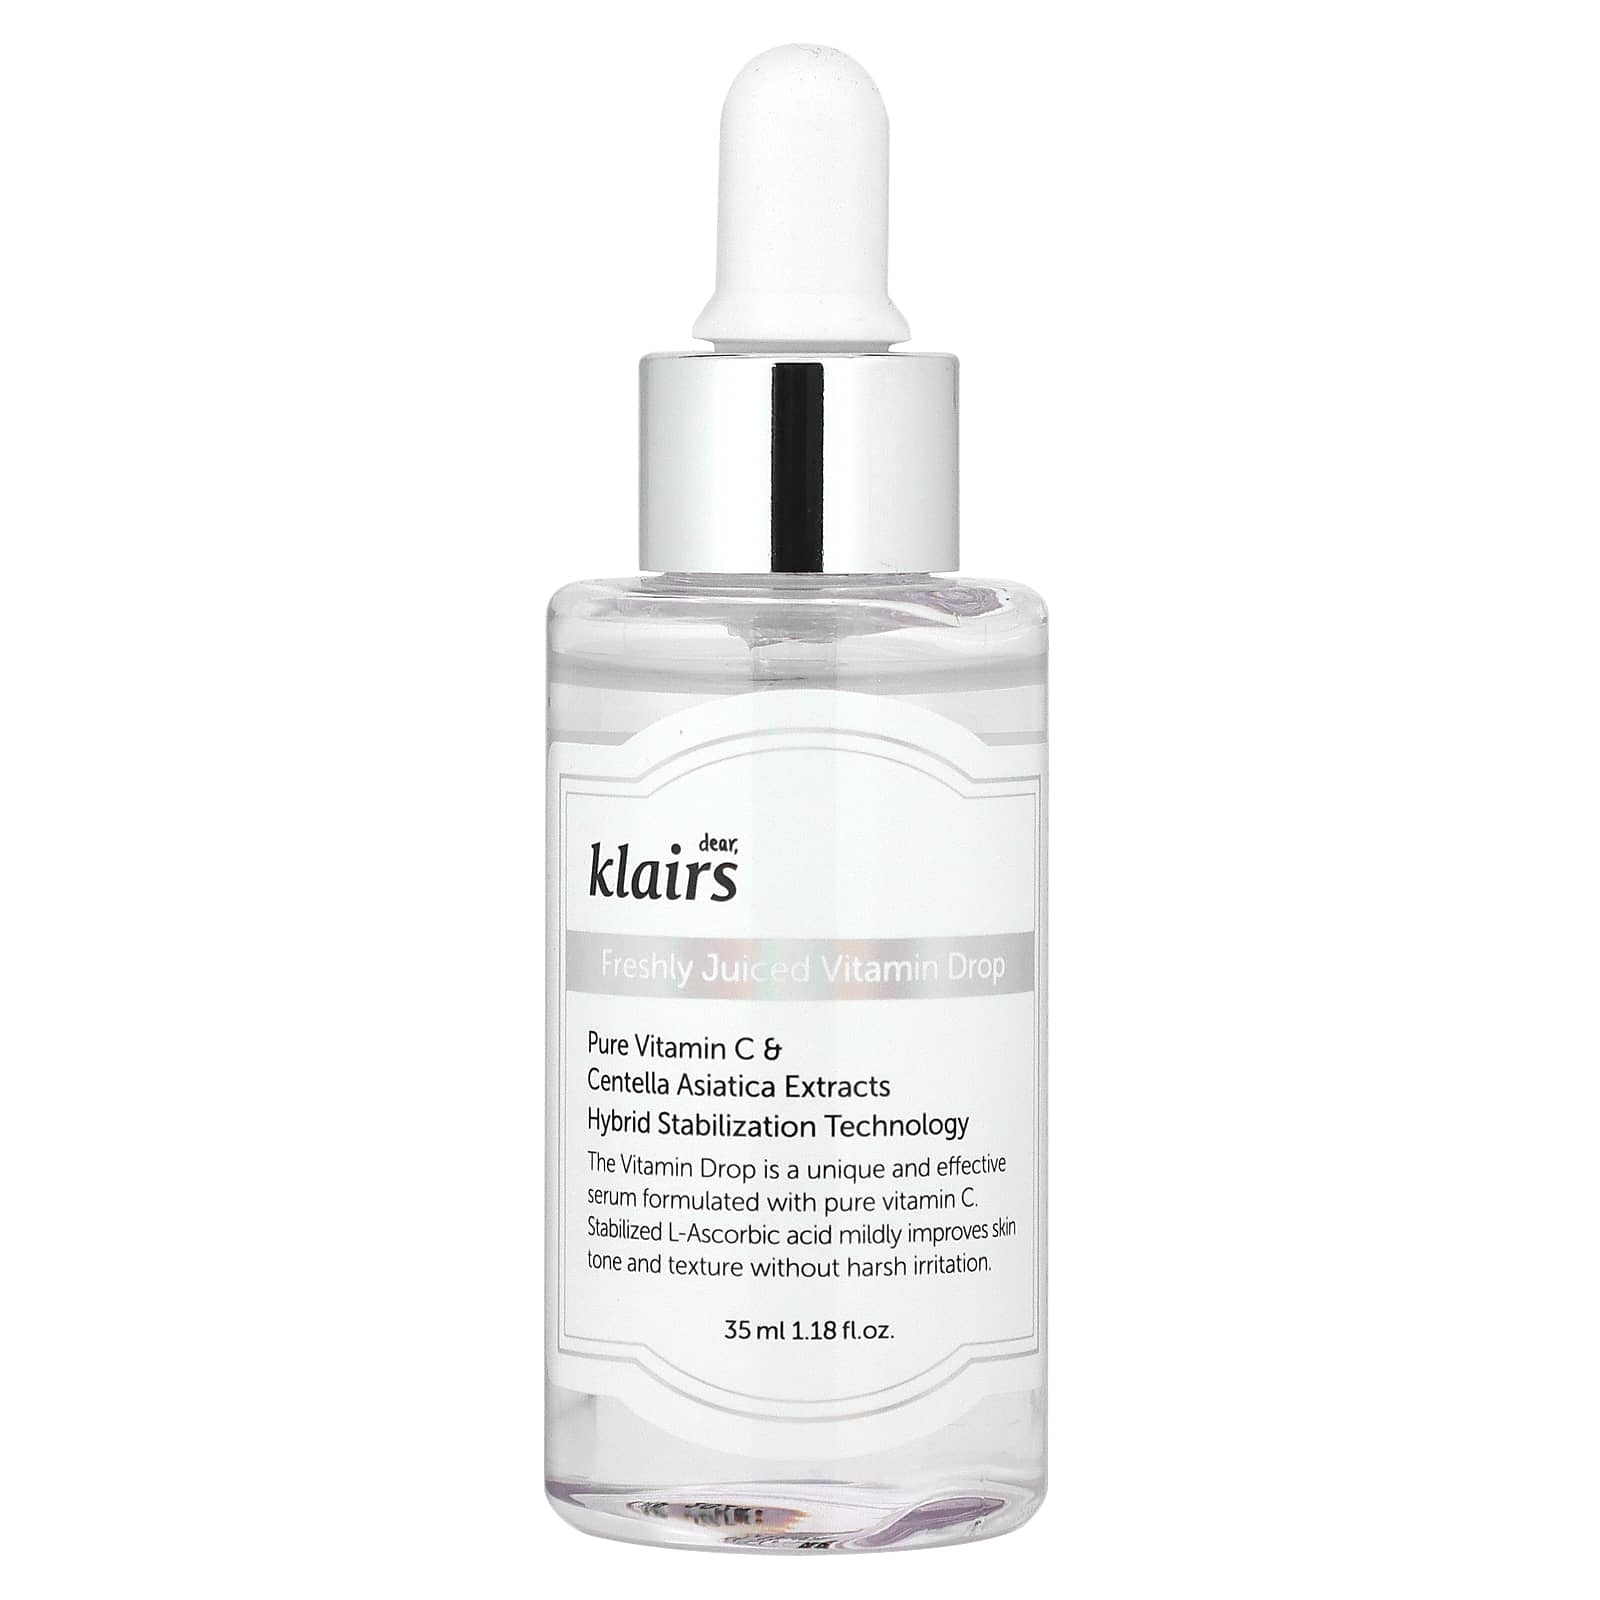 dear,
klairs
Freshly Juiced Vitamin Drop
Pure Vitamin C &
Centella Asiatica Extracts
Hybrid Stabilization Technology
The Vitamin Drop is a unique and effective
serum formulated with pure vitamin C.
Stabilized L-Ascorbic acid mildly improves skin
tone and texture without harsh irritation.
35 ml 1.18 fl.oz.